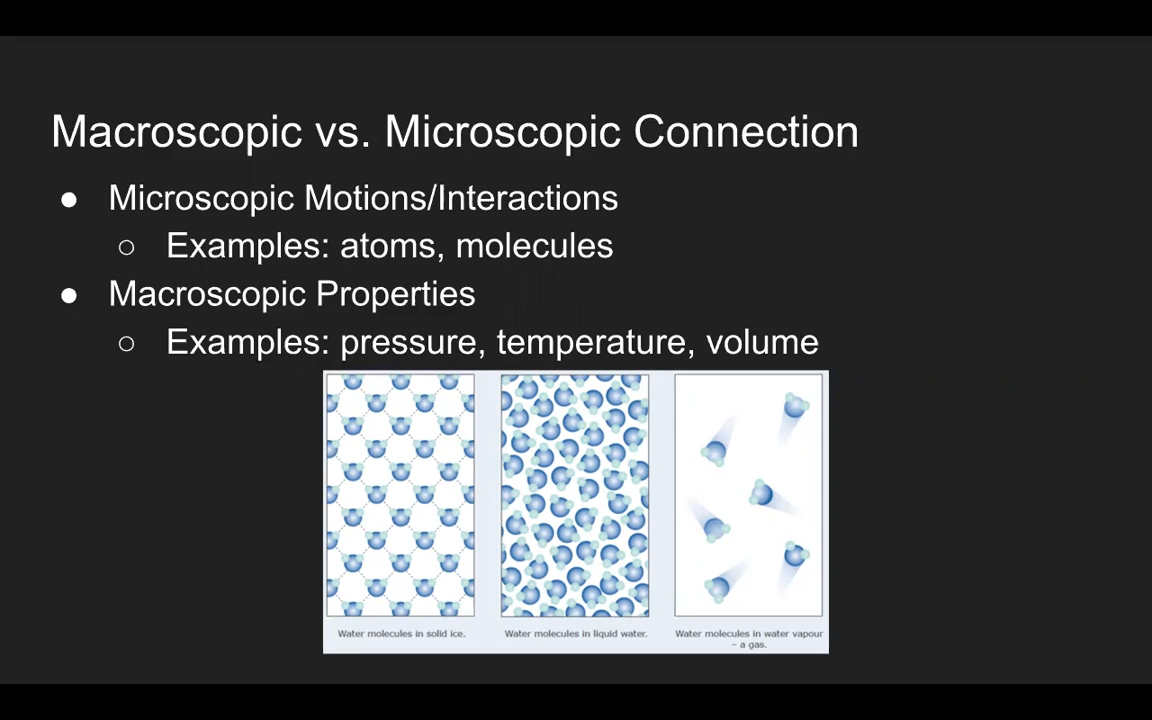 Macroscopic vs. Microscopic Connection
● Microscopic Motions/Interactions
○ Examples: atoms, molecules
● Macroscopic Properties
○ Examples: pressure, temperature, volume
Water molecules in solid ice.
Water molecules in liquid water.
Water molecules in water vapour
– a gas.